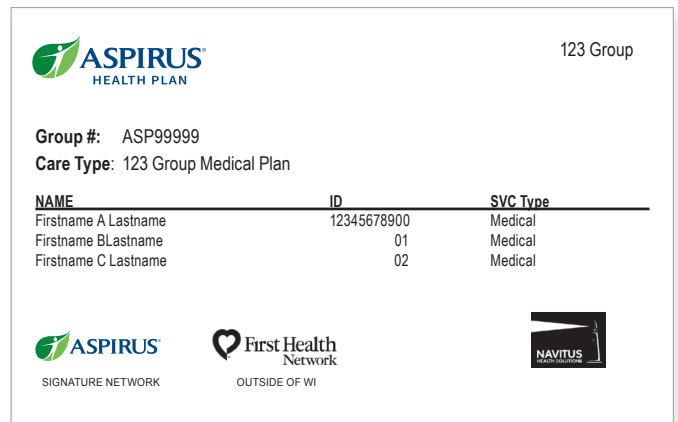 ASPIRUS®
HEALTH PLAN
123 Group
Group #: ASP99999
Care Type: 123 Group Medical Plan
NAME ID SVC Type
Firstname A Lastname 12345678900 Medical
Firstname BLastname 01 Medical
Firstname C Lastname 02 Medical
ASPIRUS®
SIGNATURE NETWORK
First Health
Network
OUTSIDE OF WI
NAVITUS
HEALTH SOLUTIONS